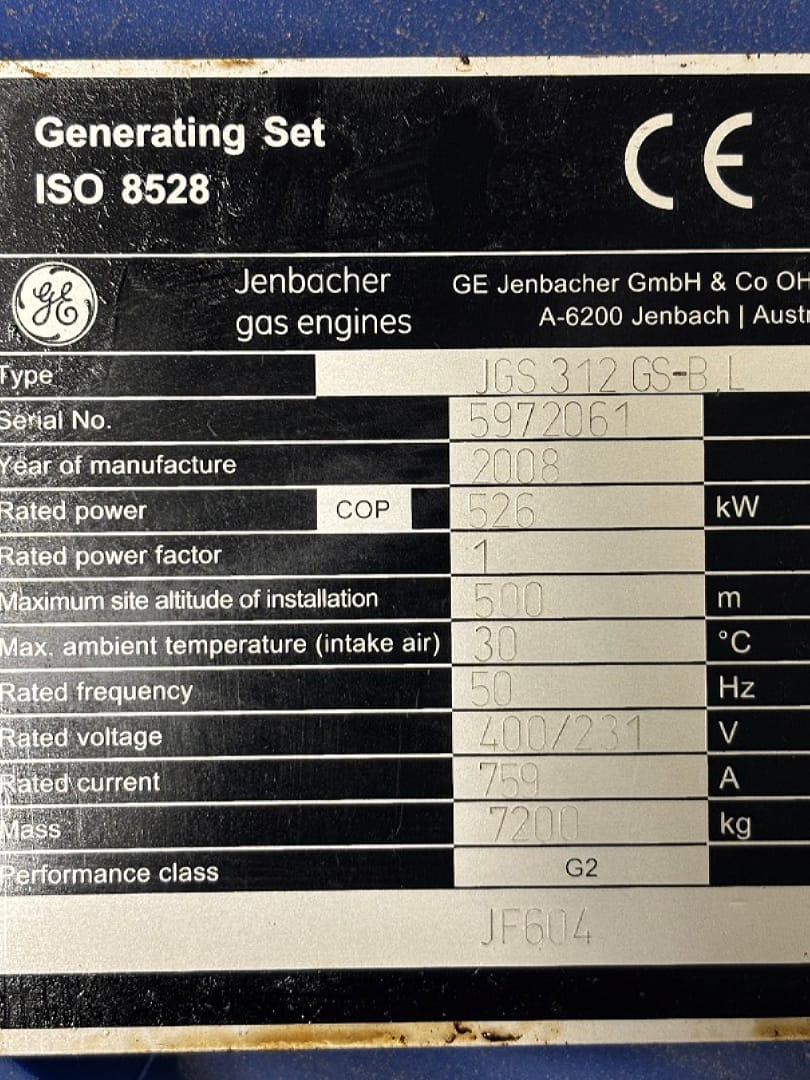 Generating Set
ISO 8528
CE
GE
Jenbacher
gas engines
GE Jenbacher GmbH & Co OH
A-6200 Jenbach | Austr
Type JGS 312 GS-B.L
Serial No. 5972061
Year of manufacture 2008
Rated power COP 526 kW
Rated power factor 1
Maximum site altitude of installation 500 m
Max. ambient temperature (intake air) 30 °C
Rated frequency 50 Hz
Rated voltage 400/231 V
Rated current 759 A
Mass 7200 kg
Performance class G2
JF604